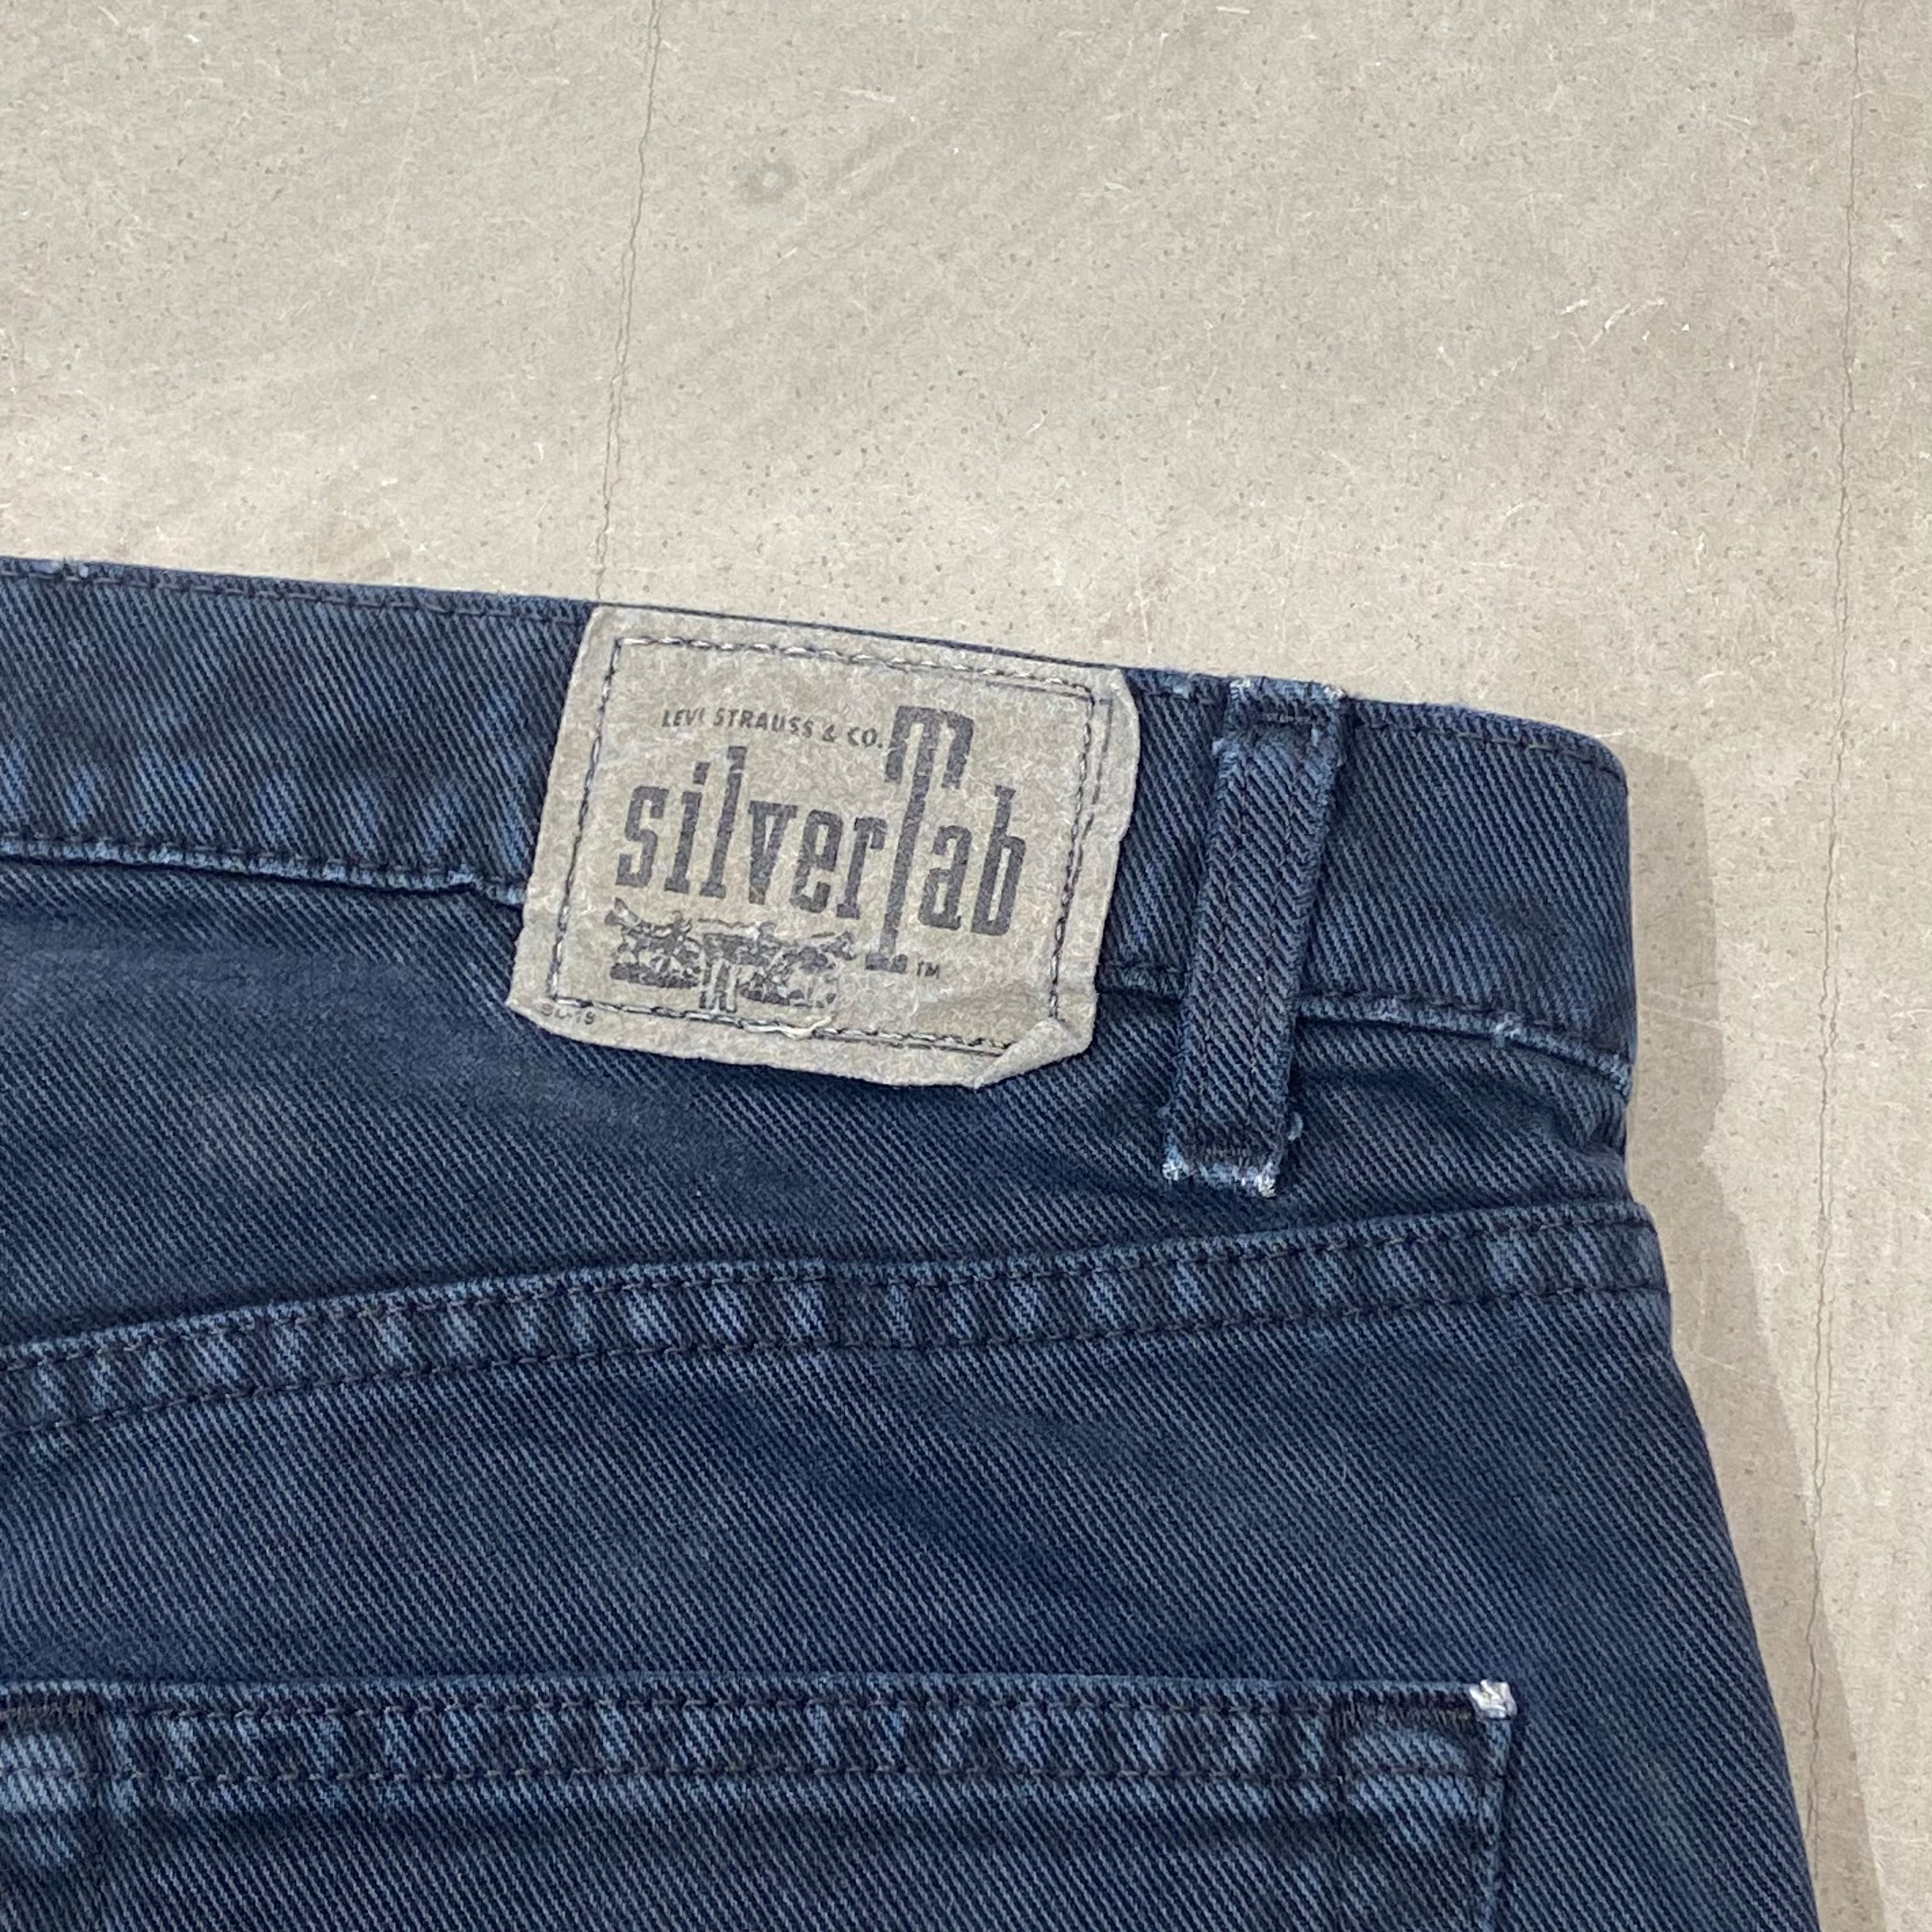 LEVI STRAUSS & CO.
silverTab
TM